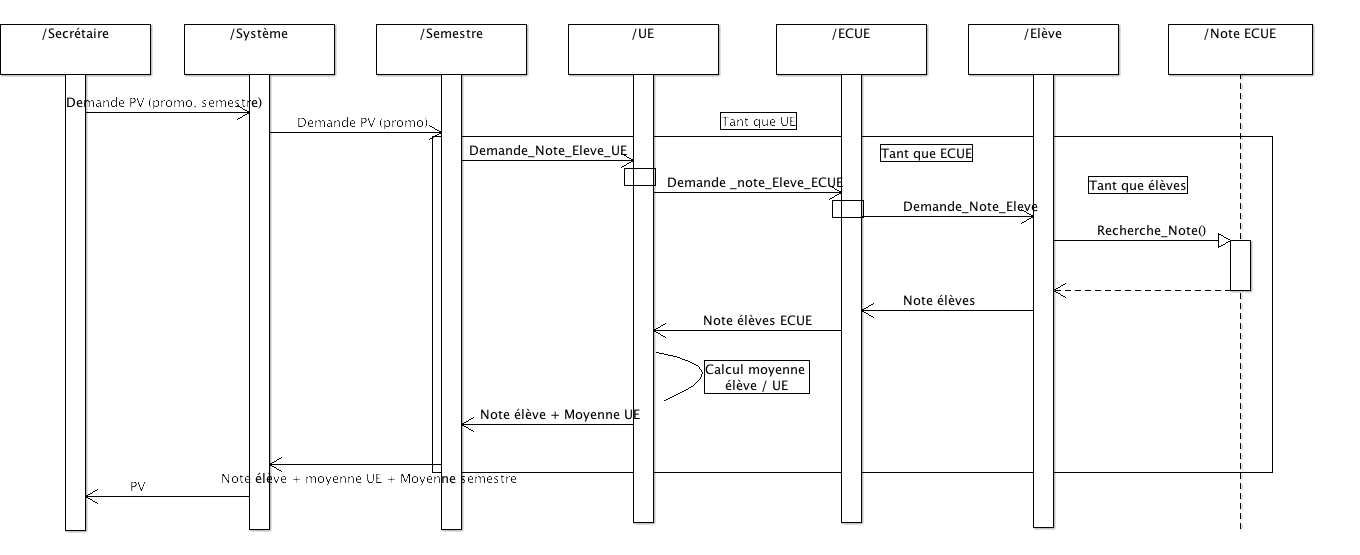 /Secrétaire
/Système
/Semestre
/UE
/ECUE
/Elève
/Note ECUE
Demande PV (promo, semestre)
Demande PV (promo)
Tant que UE
Demande_Note_Eleve_UE
Tant que ECUE
Demande _note_Eleve_ECUE
Tant que élèves
Demande_Note_Eleve
Recherche_Note()
Note élèves
Note élèves ECUE
Calcul moyenne
élève / UE
Note élève + Moyenne UE
Note élève + moyenne UE + Moyenne semestre
PV